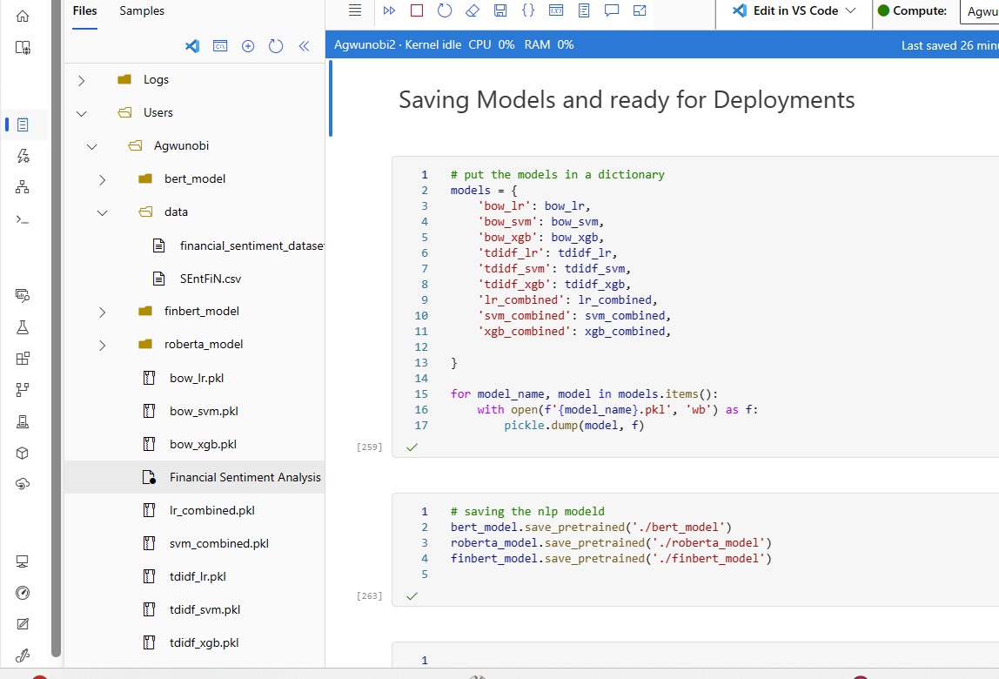 Files
Samples
Edit in VS Code
Compute:
Agwu
Agwunobi2 · Kernel idle CPU 0% RAM 0%
Last saved 26 min
Logs
Users
Agwunobi
bert_model
data
financial_sentiment_datase
SEntFiN.csv
finbert_model
roberta_model
bow_lr.pkl
bow_svm.pkl
bow_xgb.pkl
Financial Sentiment Analysis
lr_combined.pkl
svm_combined.pkl
tdidf_lr.pkl
tdidf_svm.pkl
tdidf_xgb.pkl
Saving Models and ready for Deployments
1 # put the models in a dictionary
2 models = {
3     'bow_lr': bow_lr,
4     'bow_svm': bow_svm,
5     'bow_xgb': bow_xgb,
6     'tdidf_lr': tdidf_lr,
7     'tdidf_svm': tdidf_svm,
8     'tdidf_xgb': tdidf_xgb,
9     'lr_combined': lr_combined,
10     'svm_combined': svm_combined,
11     'xgb_combined': xgb_combined,
12
13 }
14
15 for model_name, model in models.items():
16     with open(f'{model_name}.pkl', 'wb') as f:
17         pickle.dump(model, f)
[259]
1 # saving the nlp modeld
2 bert_model.save_pretrained('./bert_model')
3 roberta_model.save_pretrained('./roberta_model')
4 finbert_model.save_pretrained('./finbert_model')
5
[263]
1